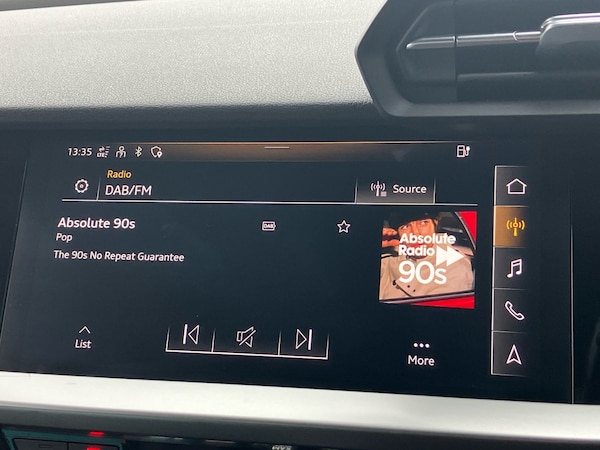 13:35
Radio
DAB/FM
Source
Absolute 90s
DAB
Pop
The 90s No Repeat Guarantee
Absolute
Radio
90s
List
More